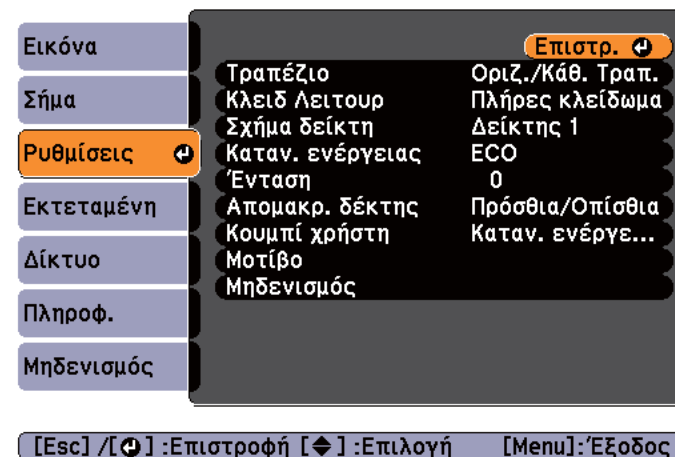 Εικόνα
Σήμα
Ρυθμίσεις
Εκτεταμένη
Δίκτυο
Πληροφ.
Μηδενισμός
Επιστρ.
Τραπέζιο Οριζ./Κάθ. Τραπ.
Κλειδ Λειτουρ Πλήρες κλείδωμα
Σχήμα δείκτη Δείκτης 1
Καταν. ενέργειας ECO
Ένταση 0
Απομακρ. δέκτης Πρόσθια/Οπίσθια
Κουμπί χρήστη Καταν. ενέργε...
Μοτίβο
Μηδενισμός
[Esc] /[ ] :Επιστροφή [ ] :Επιλογή [Menu]:Έξοδος